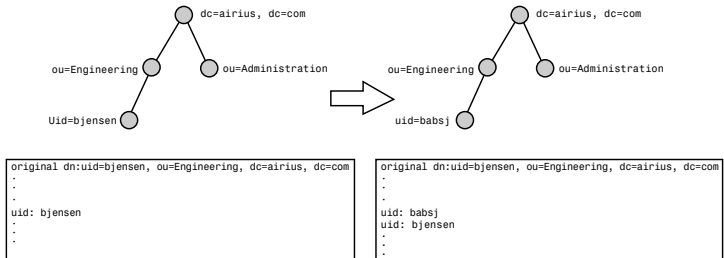 dc=airius, dc=com
ou=Engineering
ou=Administration
Uid=bjensen
dc=airius, dc=com
ou=Engineering
ou=Administration
uid=babsj
original dn:uid=bjensen, ou=Engineering, dc=airius, dc=com
.
.
.
uid: bjensen
.
.
.
original dn:uid=bjensen, ou=Engineering, dc=airius, dc=com
.
.
.
uid: babsj
uid: bjensen
.
.
.